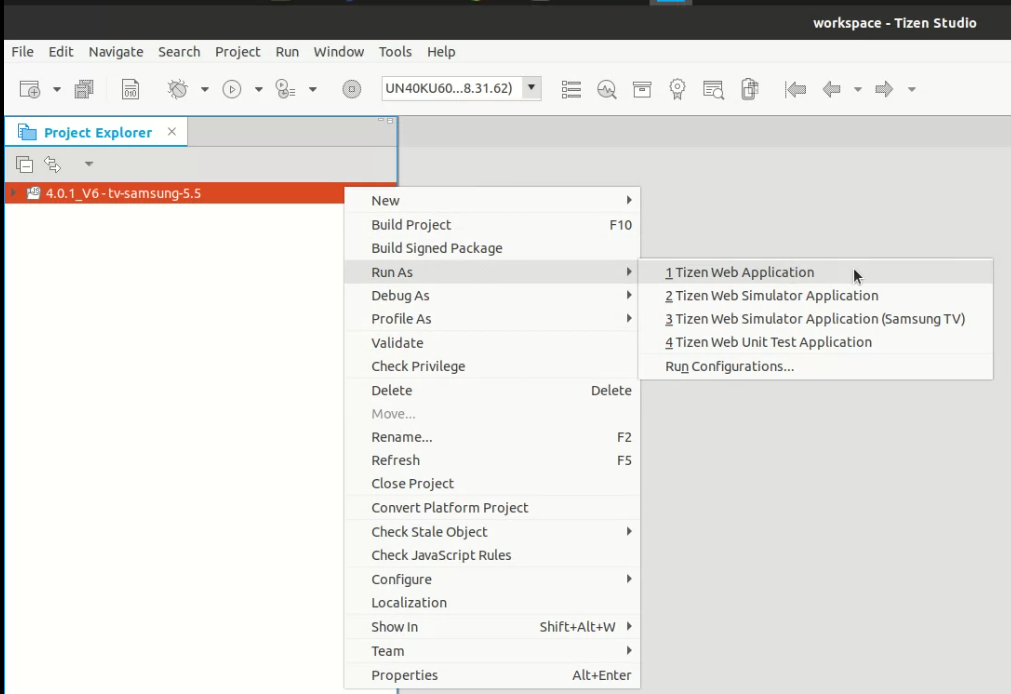 workspace - Tizen Studio
File Edit Navigate Search Project Run Window Tools Help
UN40KU60...8.31.62)
Project Explorer
4.0.1_V6 - tv-samsung-5.5
New
Build Project F10
Build Signed Package
Run As
Debug As
Profile As
Validate
Check Privilege
Delete Delete
Move...
Rename... F2
Refresh F5
Close Project
Convert Platform Project
Check Stale Object
Check JavaScript Rules
Configure
Localization
Show In Shift+Alt+W
Team
Properties Alt+Enter
1 Tizen Web Application
2 Tizen Web Simulator Application
3 Tizen Web Simulator Application (Samsung TV)
4 Tizen Web Unit Test Application
Run Configurations...